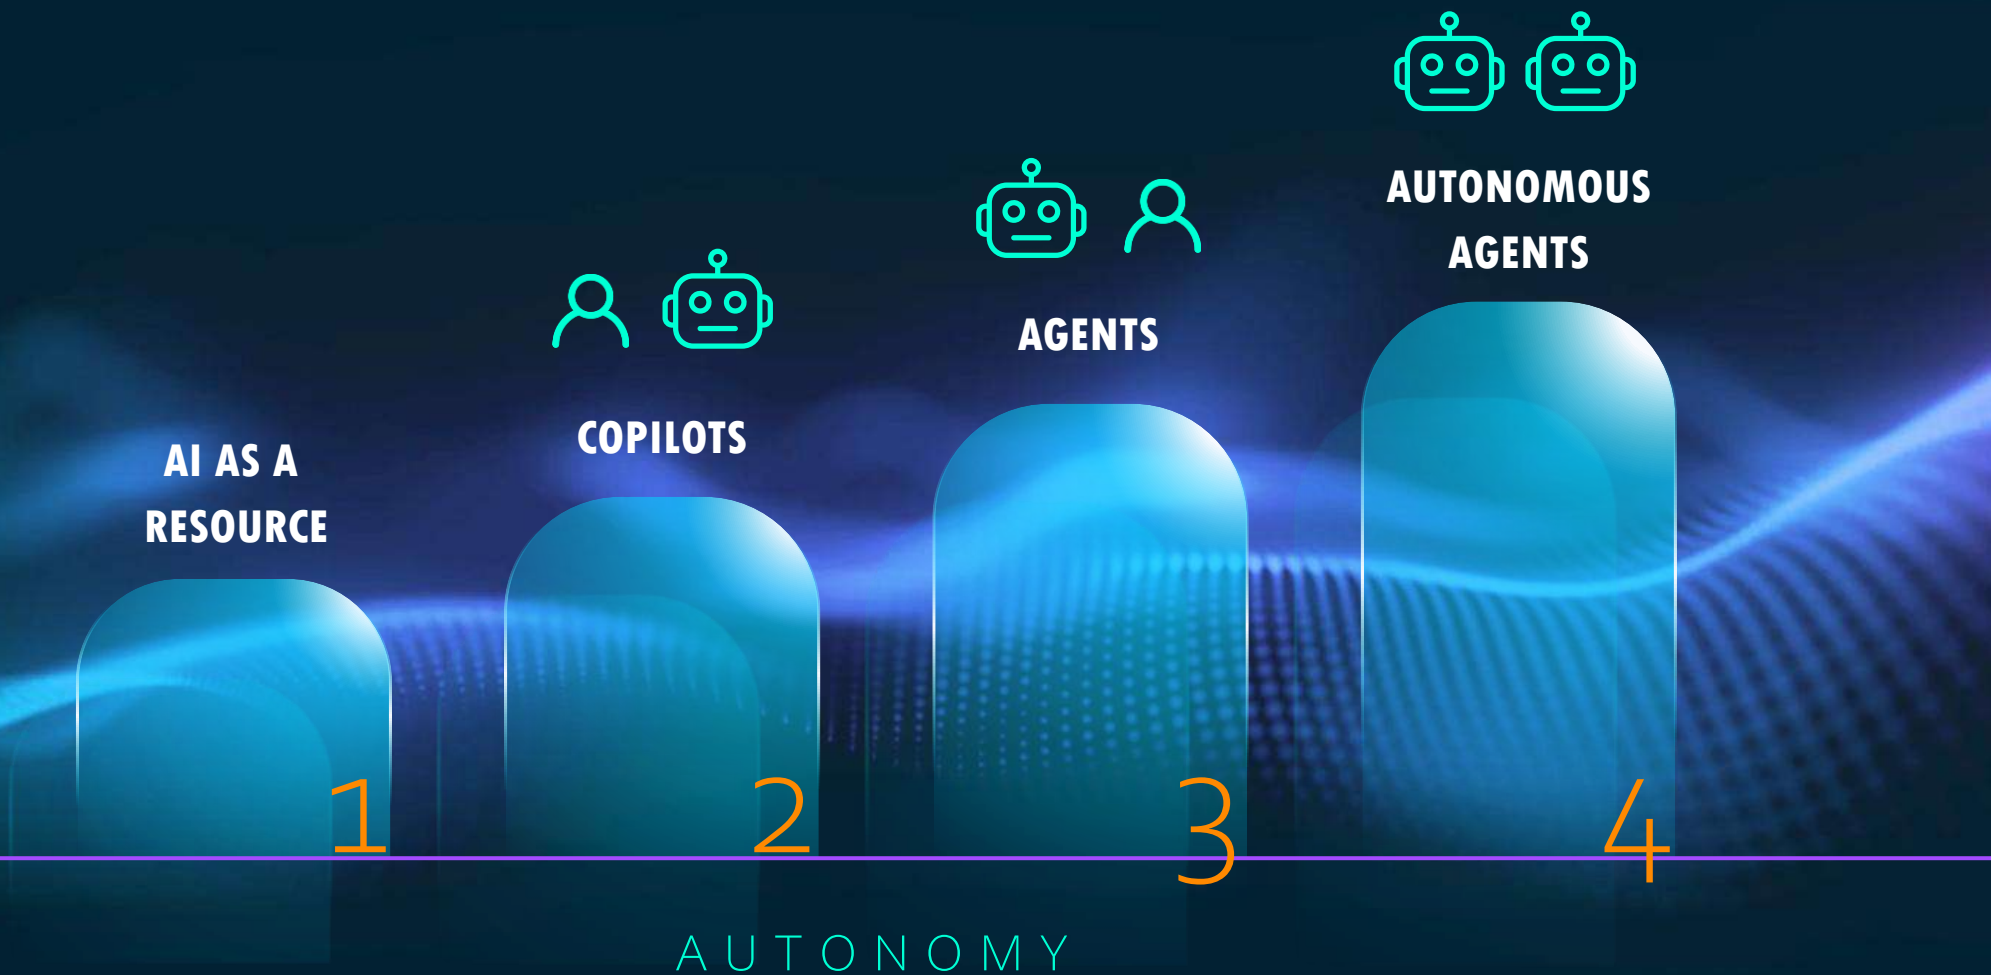 AI AS A
RESOURCE
COPILOTS
AGENTS
AUTONOMOUS
AGENTS
1
2
3
4
AUTONOMY